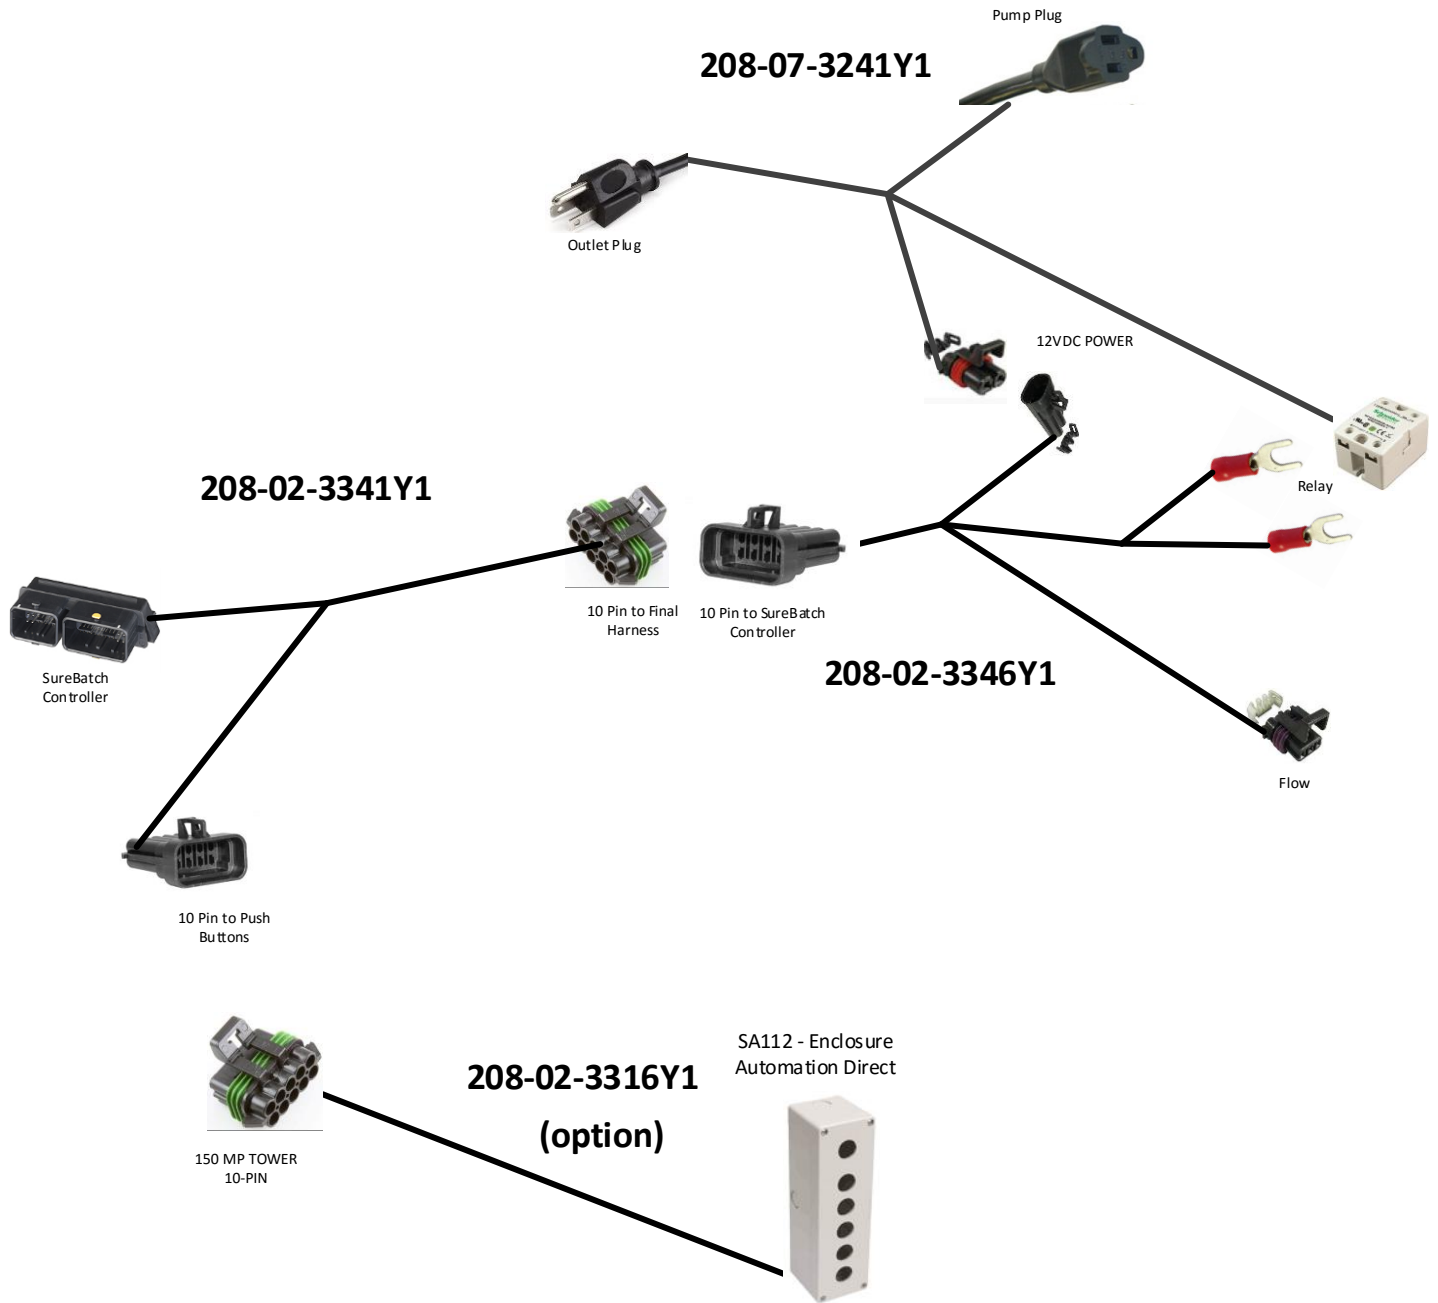 Pump Plug
208-07-3241Y1
Outlet Plug
12VDC POWER
Schneider
Relay
208-02-3341Y1
10 Pin to Final
Harness
10 Pin to SureBatch
Controller
208-02-3346Y1
SureBatch
Controller
Flow
10 Pin to Push
Buttons
SA112 - Enclosure
Automation Direct
208-02-3316Y1
(option)
150 MP TOWER
10-PIN